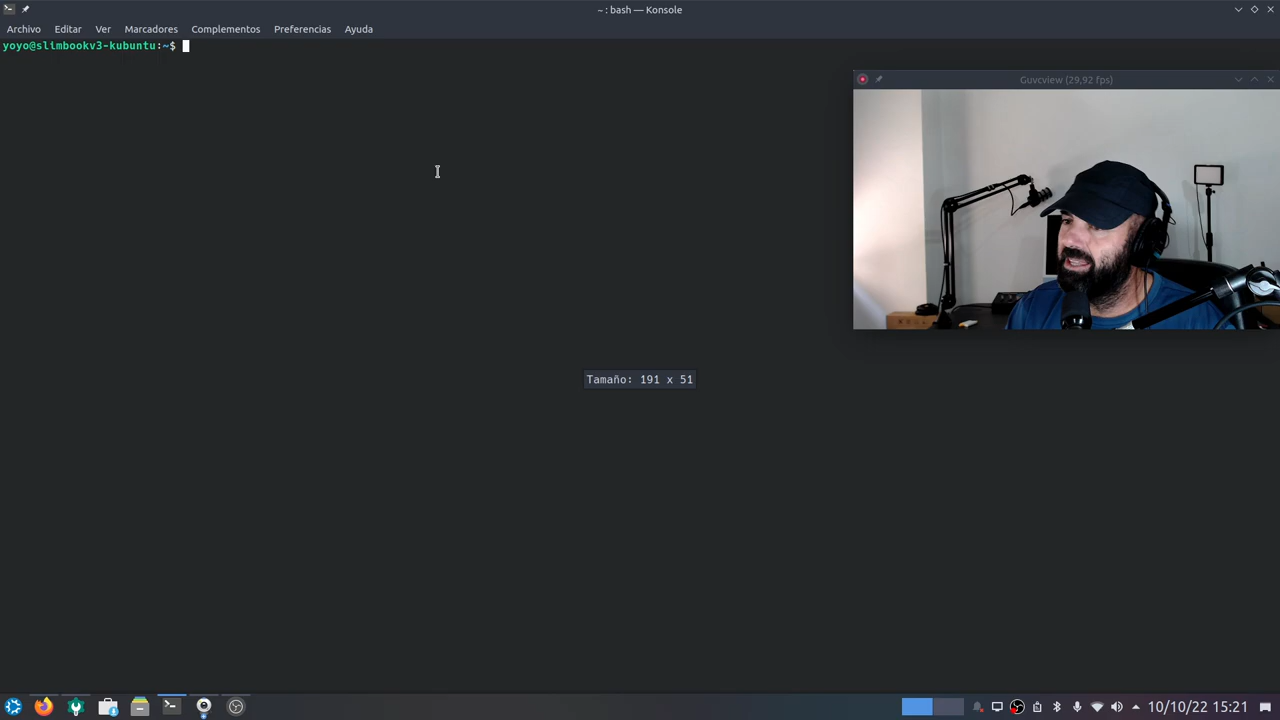 ~ : bash — Konsole
Archivo Editar Ver Marcadores Complementos Preferencias Ayuda
yoyo@slimbookv3-kubuntu:~$
Guvcview (29,92 fps)
Tamaño: 191 x 51
10/10/22 15:21